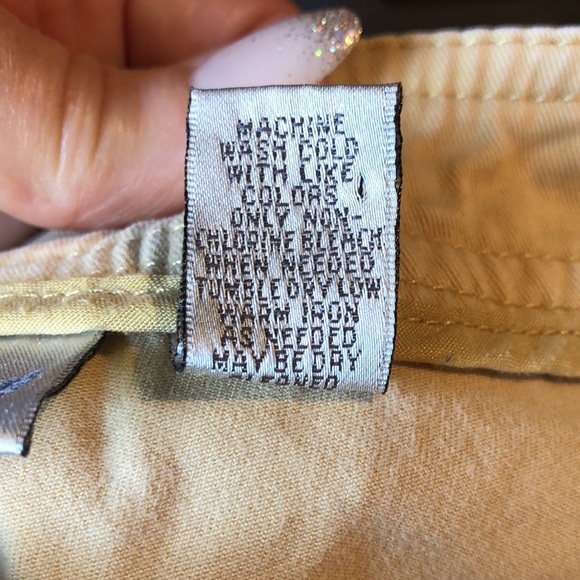 MACHINE
WASH COLD
WITH LIKE
COLORS
ONLY NON-
CHLORINE BLEACH
WHEN NEEDED
TUMBLE DRY LOW
WARM IRON
AS NEEDED
MAY BE DRY
CLEANED